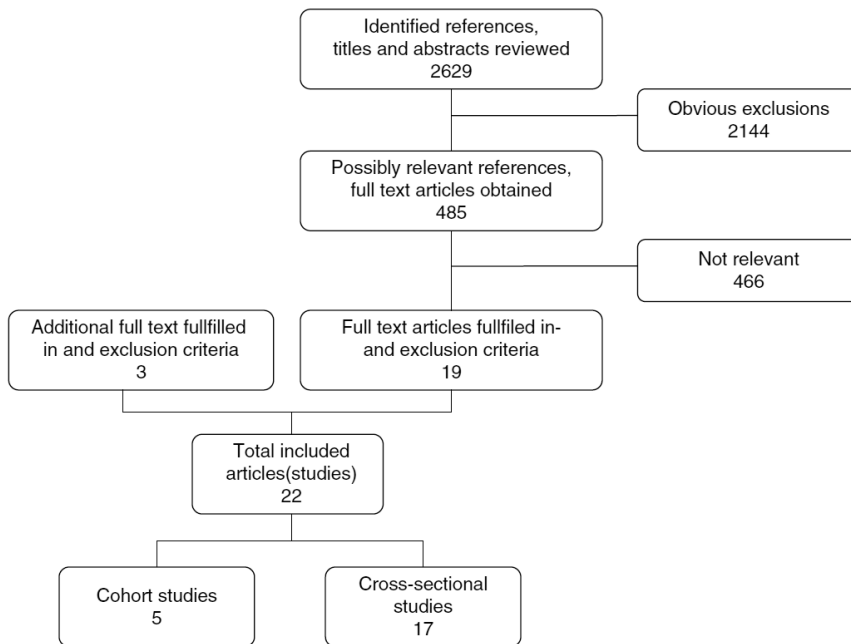 Identified references,
titles and abstracts reviewed
2629
Obvious exclusions
2144
Possibly relevant references,
full text articles obtained
485
Not relevant
466
Additional full text fullfilled
in and exclusion criteria
3
Full text articles fullfiled in-
and exclusion criteria
19
Total included
articles(studies)
22
Cohort studies
5
Cross-sectional
studies
17